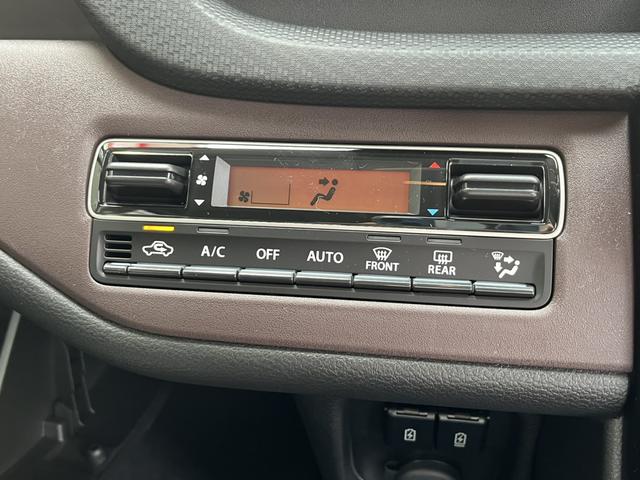 A/C OFF AUTO FRONT REAR